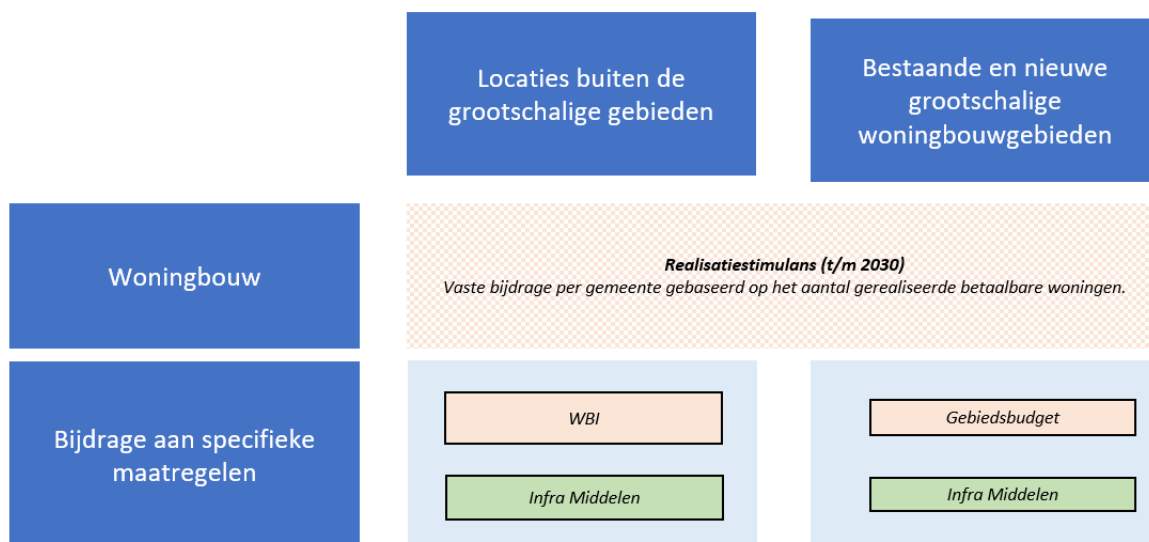 Locaties buiten de
grootschalige gebieden
Bestaande en nieuwe
grootschalige
woningbouwgebieden
Woningbouw
Realisatiestimulans (t/m 2030)
Vaste bijdrage per gemeente gebaseerd op het aantal gerealiseerde betaalbare woningen.
Bijdrage aan specifieke
maatregelen
WBI
Infra Middelen
Gebiedsbudget
Infra Middelen